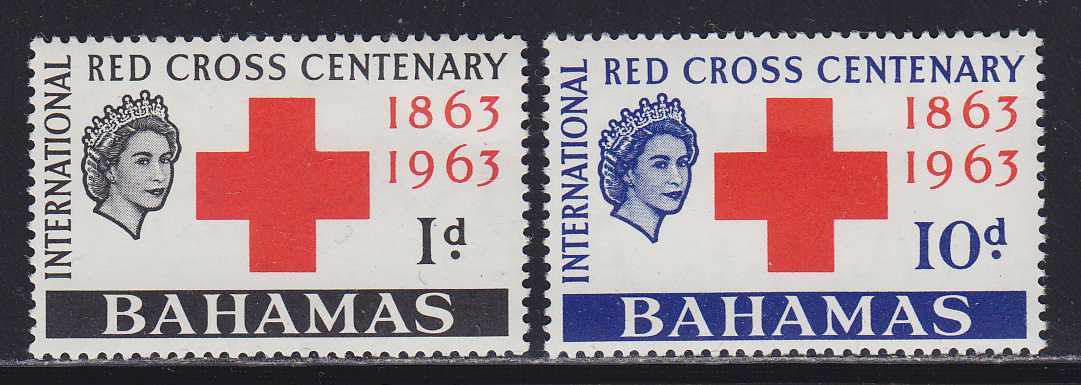 INTERNATIONAL
RED CROSS CENTENARY
1863
1963
1d.
BAHAMAS
INTERNATIONAL
RED CROSS CENTENARY
1863
1963
10d.
BAHAMAS